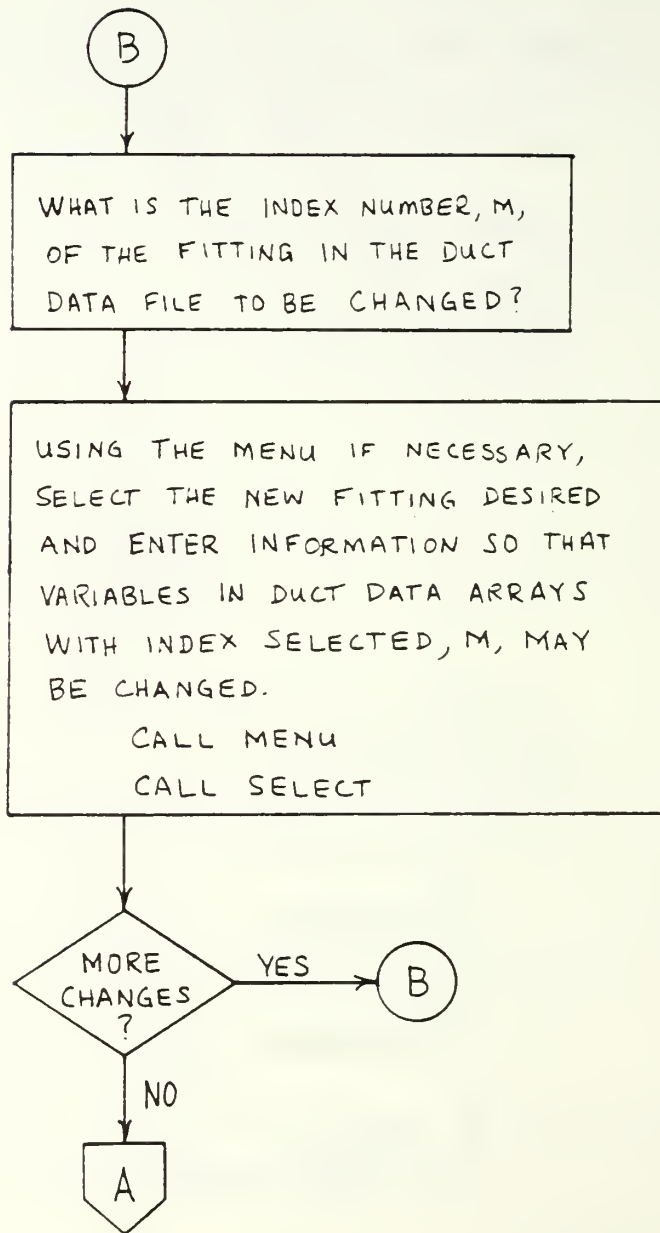 B
WHAT IS THE INDEX NUMBER, M,
OF THE FITTING IN THE DUCT
DATA FILE TO BE CHANGED?
USING THE MENU IF NECESSARY,
SELECT THE NEW FITTING DESIRED
AND ENTER INFORMATION SO THAT
VARIABLES IN DUCT DATA ARRAYS
WITH INDEX SELECTED, M, MAY
BE CHANGED.
CALL MENU
CALL SELECT
MORE
CHANGES
?
YES
B
NO
A